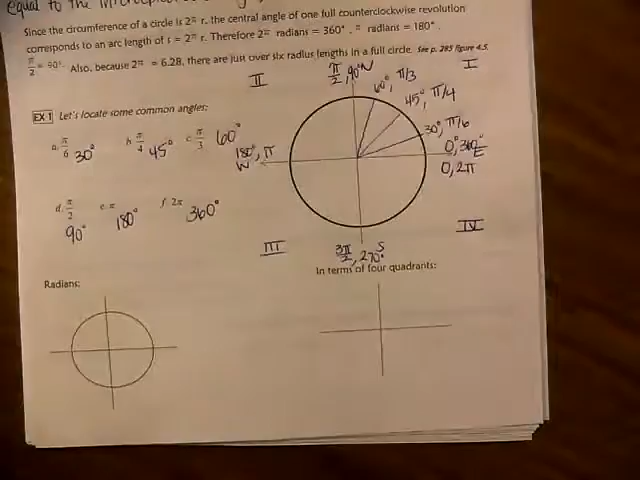 equal to the intercepted
Since the circumference of a circle is 2π r, the central angle of one full counterclockwise revolution
corresponds to an arc length of s = 2π r. Therefore 2π radians = 360°, π radians = 180°,
π/2 = 90°. Also, because 2π ≈ 6.28, there are just over six radius lengths in a full circle. See p. 285 figure 4.5.
EX 1 Let's locate some common angles:
a. π/6 30° b. π/4 45° c. π/3 60°
d. π/2 90° e. π 180° f. 2π 360°
II
π/2, 90° N
I
60°, π/3
45°, π/4
30°, π/6
180°, π
W
0°, 360°
E
0, 2π
III
3π/2, 270° S
IV
Radians:
In terms of four quadrants: